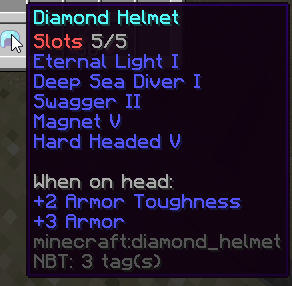 Diamond Helmet
Slots 5/5
Eternal Light I
Deep Sea Diver I
Swagger II
Magnet V
Hard Headed V
When on head:
+2 Armor Toughness
+3 Armor
minecraft:diamond_helmet
NBT: 3 tag(s)